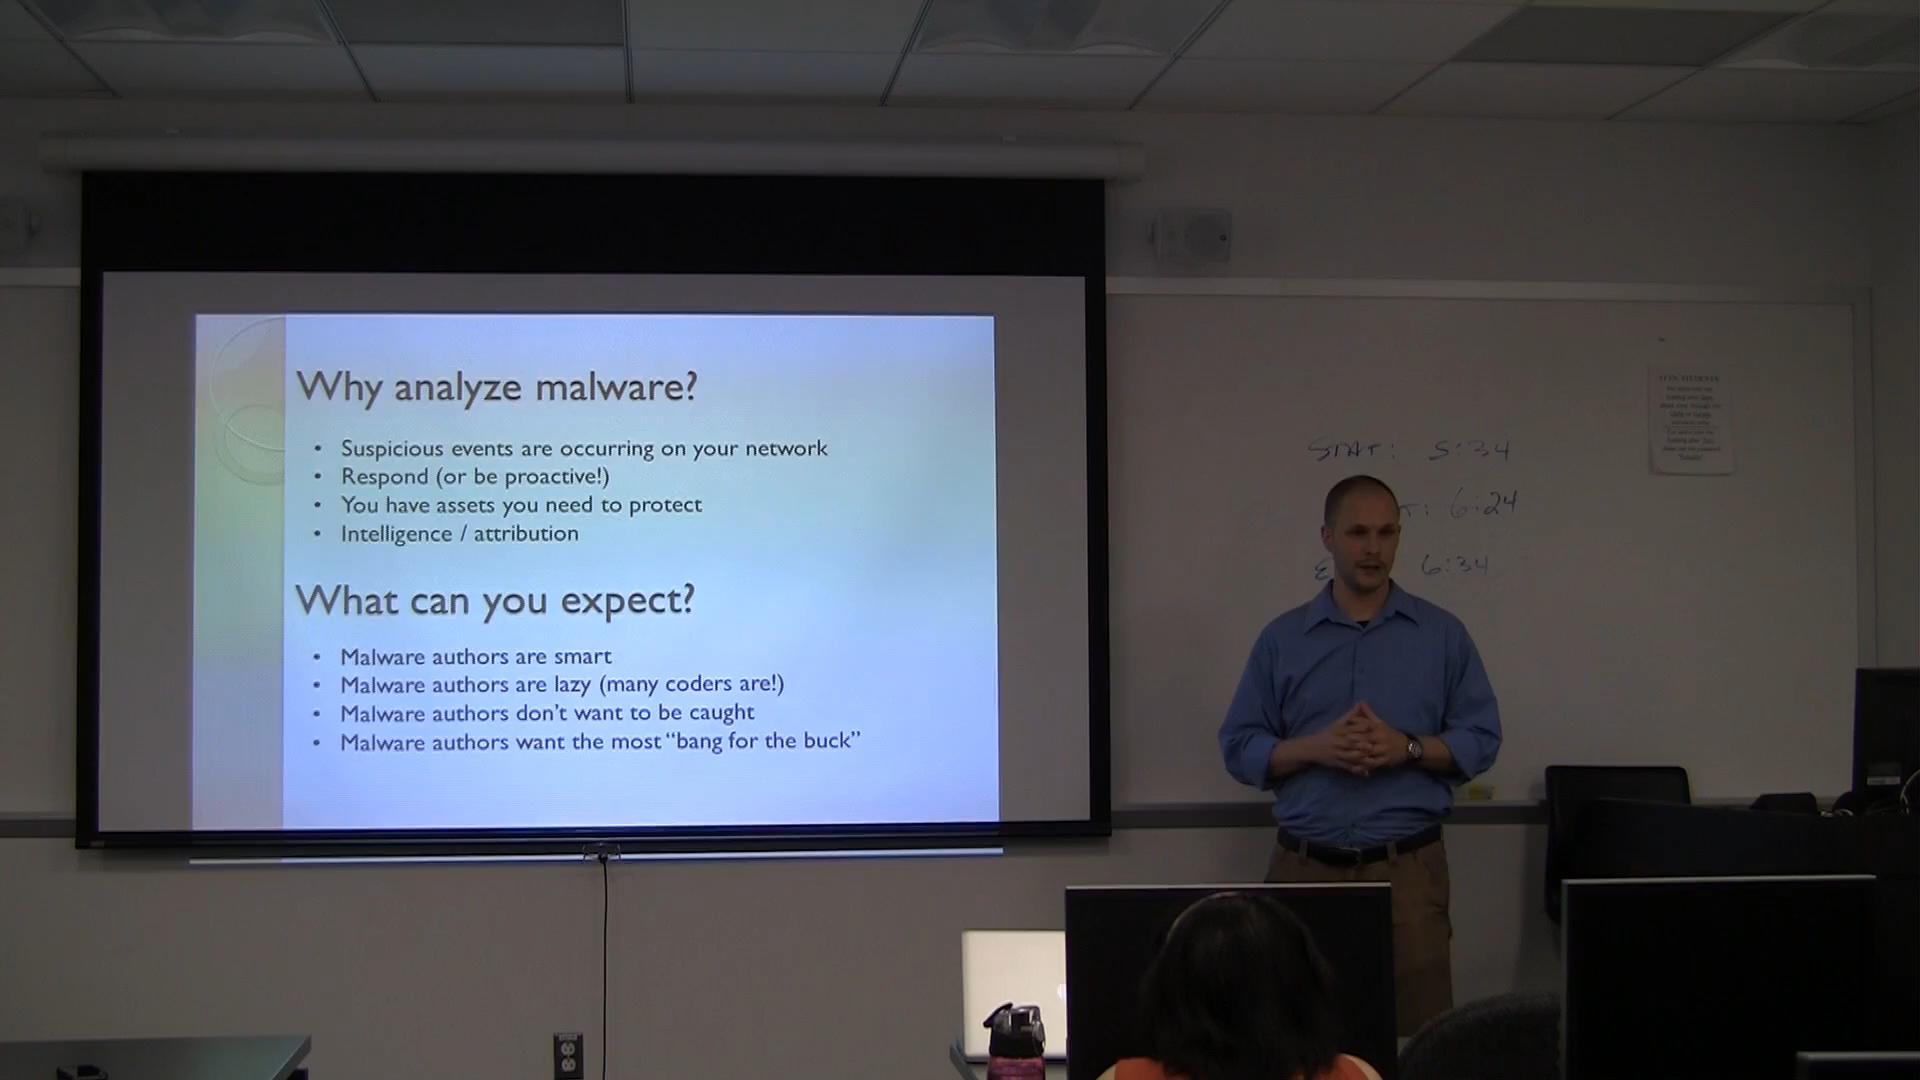 Why analyze malware?
• Suspicious events are occurring on your network
• Respond (or be proactive!)
• You have assets you need to protect
• Intelligence / attribution
What can you expect?
• Malware authors are smart
• Malware authors are lazy (many coders are!)
• Malware authors don't want to be caught
• Malware authors want the most “bang for the buck”
START: 5:34
T: 6:24
E 6:34